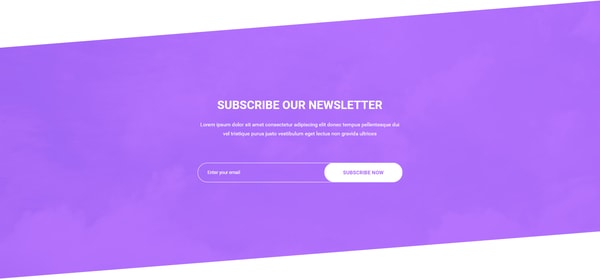 SUBSCRIBE OUR NEWSLETTER
Lorem ipsum dolor sit amet consectetur adipiscing elit donec tempus pellentesque dui
vel tristique purus justo vestibulum eget lectus non gravida ultrices
Enter your email
SUBSCRIBE NOW